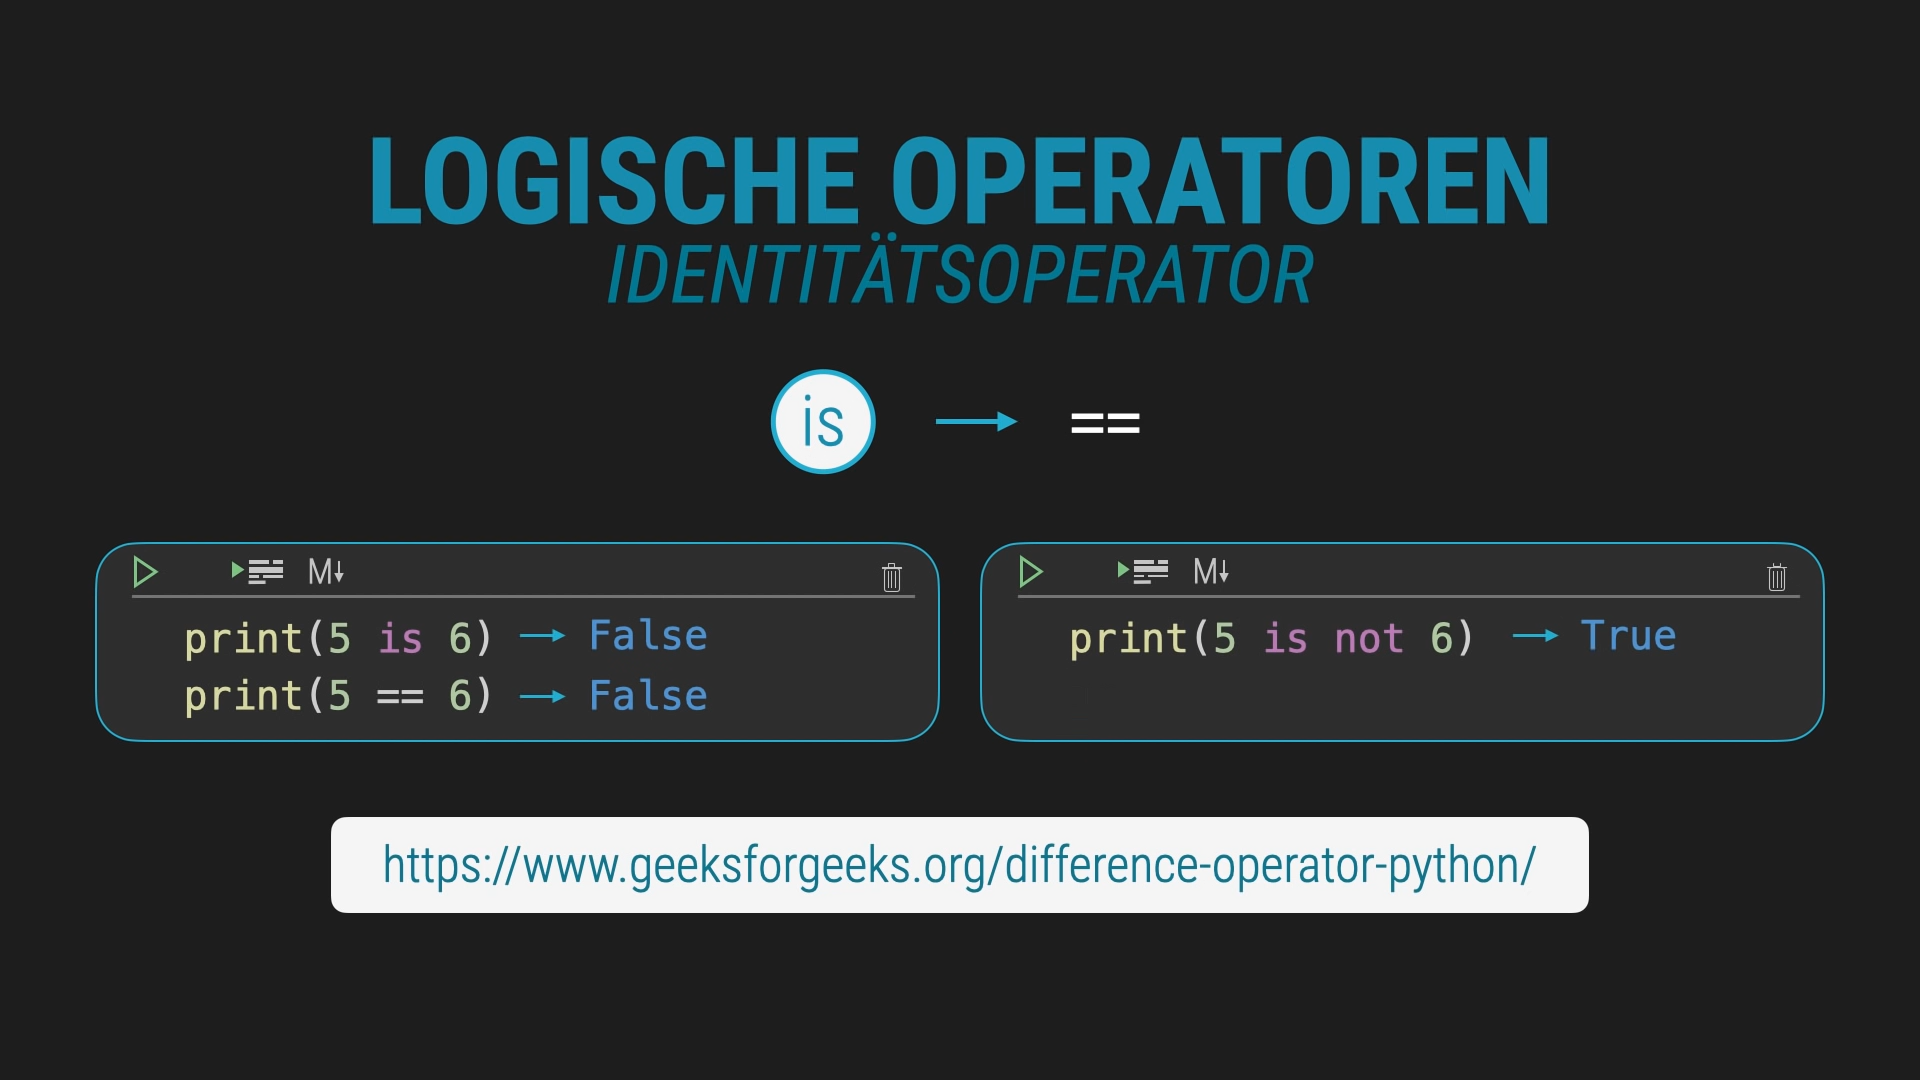 LOGISCHE OPERATOREN
IDENTITÄTSOPERATOR
is → ==
M↓
print(5 is 6) → False
print(5 == 6) → False
M↓
print(5 is not 6) → True
https://www.geeksforgeeks.org/difference-operator-python/